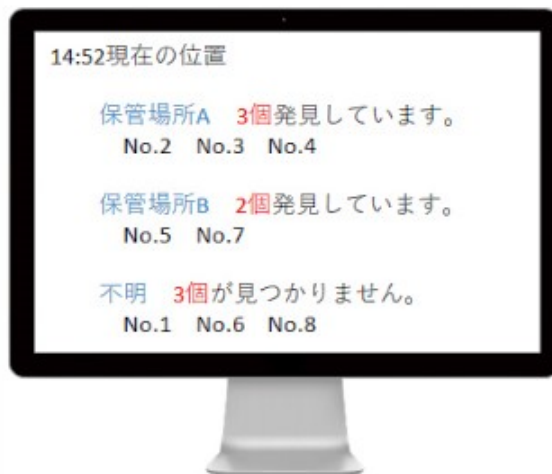 14:52現在の位置
保管場所A　3個発見しています。
No.2　No.3　No.4
保管場所B　2個発見しています。
No.5　No.7
不明　3個が見つかりません。
No.1　No.6　No.8